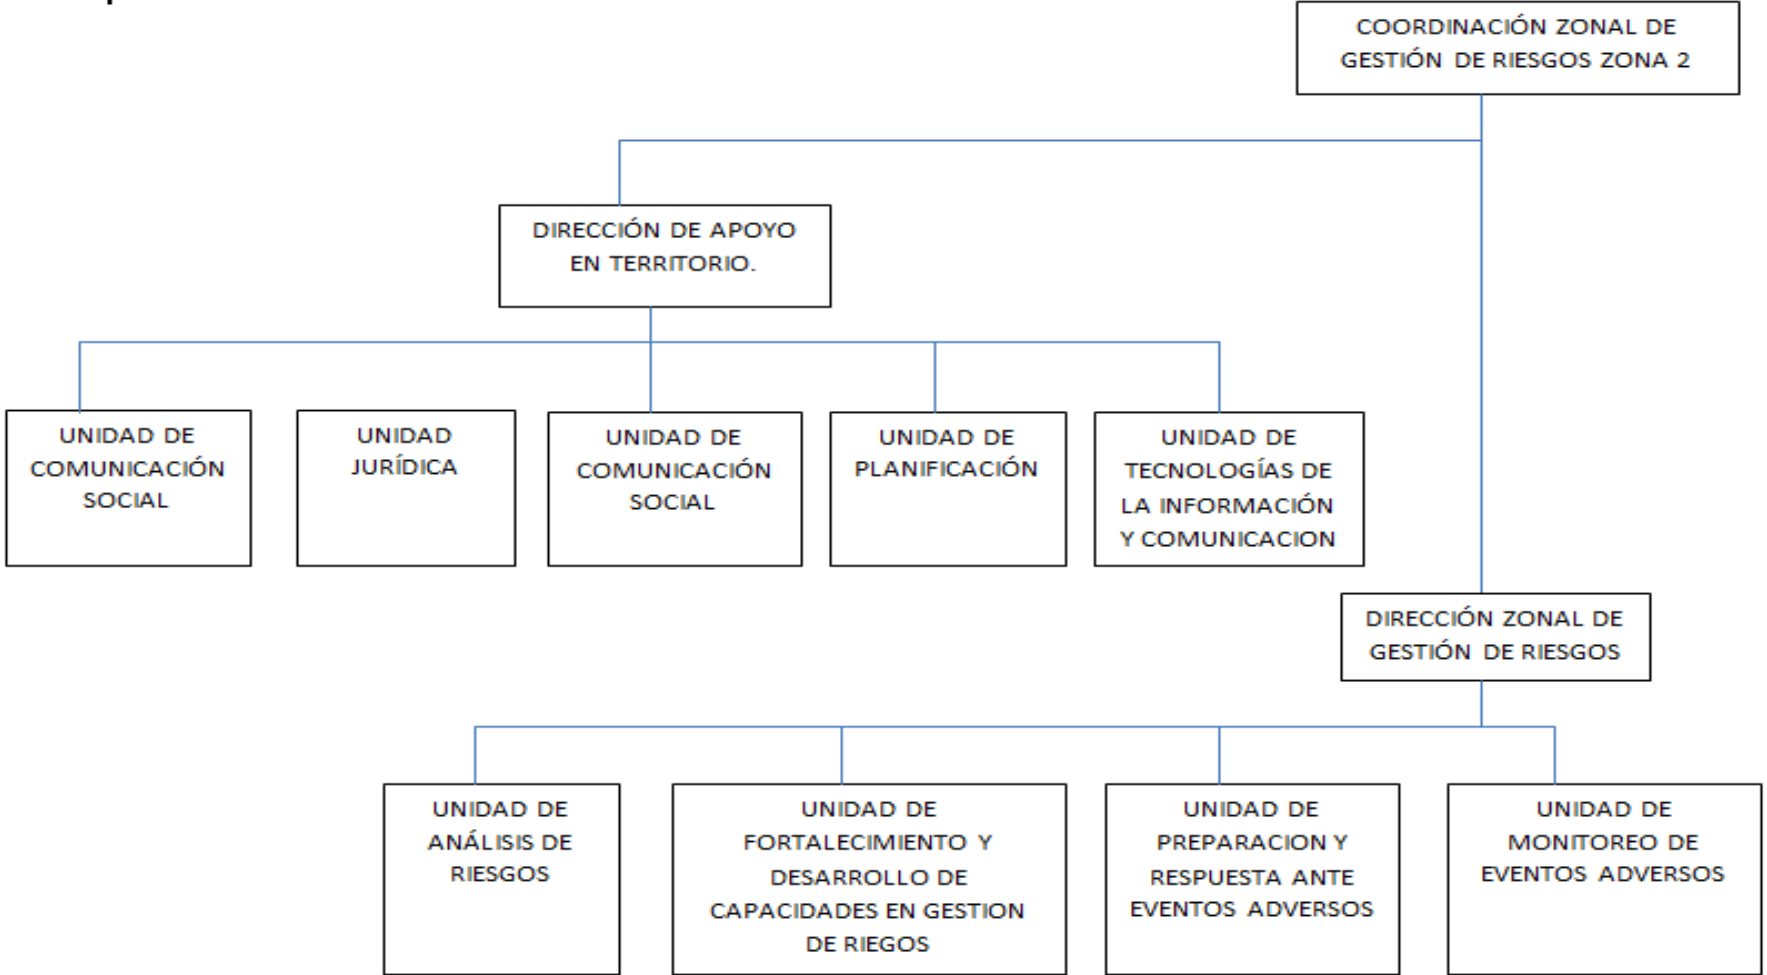 COORDINACIÓN ZONAL DE
GESTIÓN DE RIESGOS ZONA 2
DIRECCIÓN DE APOYO
EN TERRITORIO.
UNIDAD DE
COMUNICACIÓN
SOCIAL
UNIDAD
JURÍDICA
UNIDAD DE
COMUNICACIÓN
SOCIAL
UNIDAD DE
PLANIFICACIÓN
UNIDAD DE
TECNOLOGÍAS DE
LA INFORMACIÓN
Y COMUNICACION
DIRECCIÓN ZONAL DE
GESTIÓN DE RIESGOS
UNIDAD DE
ANÁLISIS DE
RIESGOS
UNIDAD DE
FORTALECIMIENTO Y
DESARROLLO DE
CAPACIDADES EN GESTION
DE RIEGOS
UNIDAD DE
PREPARACION Y
RESPUESTA ANTE
EVENTOS ADVERSOS
UNIDAD DE
MONITOREO DE
EVENTOS ADVERSOS